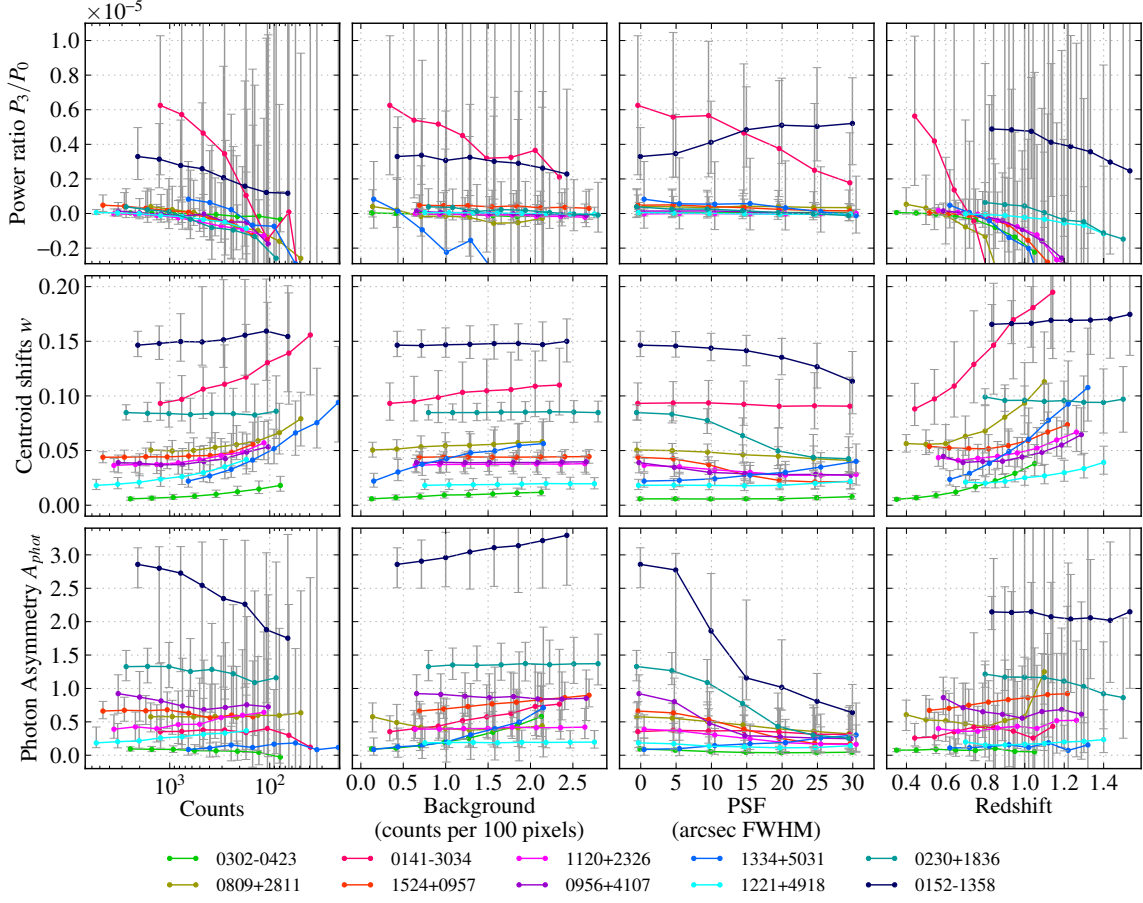 ×10⁻⁵
Power ratio P₃/P₀
1.0
0.8
0.6
0.4
0.2
0.0
−0.2
Centroid shifts w
0.20
0.15
0.10
0.05
0.00
Photon Asymmetry A_phot
3.0
2.5
2.0
1.5
1.0
0.5
0.0
10³ 10² 0.0 0.5 1.0 1.5 2.0 2.5 0 5 10 15 20 25 30 0.4 0.6 0.8 1.0 1.2 1.4
Counts Background PSF Redshift
(counts per 100 pixels) (arcsec FWHM)
0302-0423 0141-3034 1120+2326 1334+5031 0230+1836
0809+2811 1524+0957 0956+4107 1221+4918 0152-1358